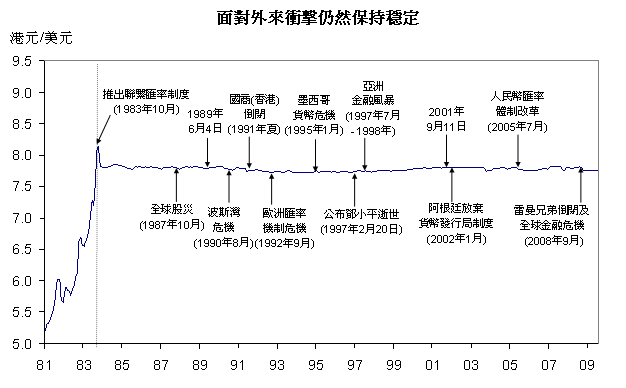 面對外來衝擊仍然保持穩定
港元/美元
9.5
9.0
8.5
8.0
7.5
7.0
6.5
6.0
5.5
5.0
推出聯繫匯率制度
(1983年10月)
全球股災
(1987年10月)
1989年
6月4日
波斯灣
危機
(1990年8月)
國商(香港)
倒閉
(1991年夏)
歐洲匯率
機制危機
(1992年9月)
墨西哥
貨幣危機
(1995年1月)
公布鄧小平逝世
(1997年2月20日)
亞洲
金融風暴
(1997年7月
-1998年)
2001年
9月11日
阿根廷放棄
貨幣發行局制度
(2002年1月)
人民幣匯率
體制改革
(2005年7月)
雷曼兄弟倒閉及
全球金融危機
(2008年9月)
81 83 85 87 89 91 93 95 97 99 01 03 05 07 09